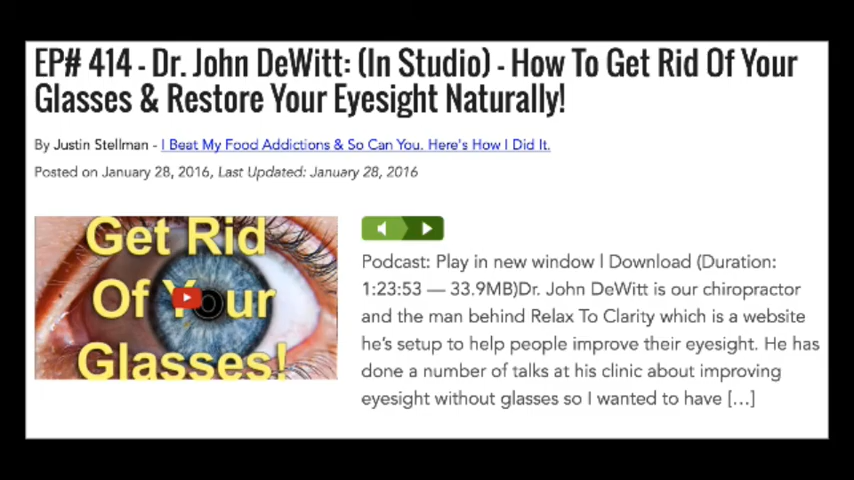 EP# 414 - Dr. John DeWitt: (In Studio) - How To Get Rid Of Your
Glasses & Restore Your Eyesight Naturally!
By Justin Stellman - I Beat My Food Addictions & So Can You. Here's How I Did It.
Posted on January 28, 2016, Last Updated: January 28, 2016
Get Rid
Of Your
Glasses!
Podcast: Play in new window | Download (Duration:
1:23:53 — 33.9MB)Dr. John DeWitt is our chiropractor
and the man behind Relax To Clarity which is a website
he's setup to help people improve their eyesight. He has
done a number of talks at his clinic about improving
eyesight without glasses so I wanted to have [...]